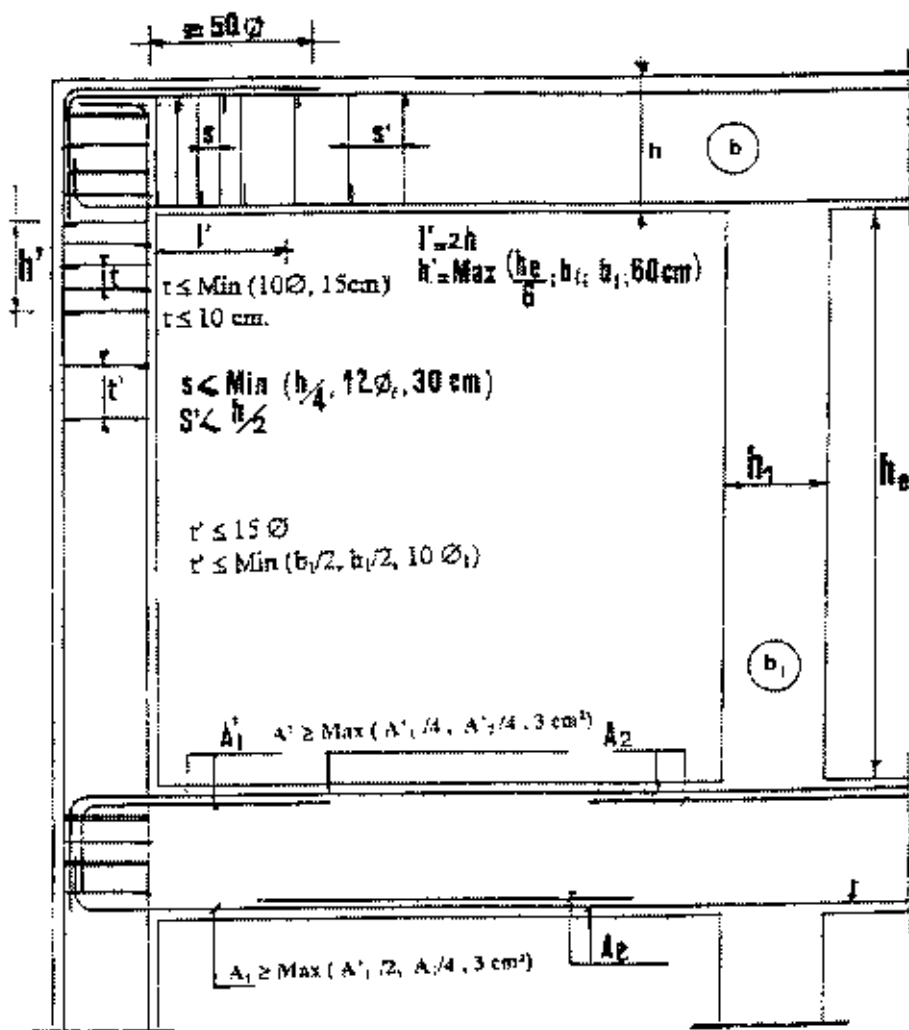 = 50 Ø
s
s'
h
b
h'
t
l'
l' = 2h
h' = Max (he/6 ; b₁ ; h₁ ; 60 cm)
t ≤ Min (10Ø, 15cm)
t ≤ 10 cm.
t'
s ≤ Min (h/4, 12Øₗ, 30 cm)
S' ≤ h/2
h₁
he
t' ≤ 15 Ø
t' ≤ Min (b₁/2, h₁/2, 10 Øₗ)
b₁
A'₁
A' ≥ Max ( A'₁ /4 , A'₂ /4 , 3 cm²)
A₂
A₁ ≥ Max ( A'₁ /2, Aₜ/4 , 3 cm²)